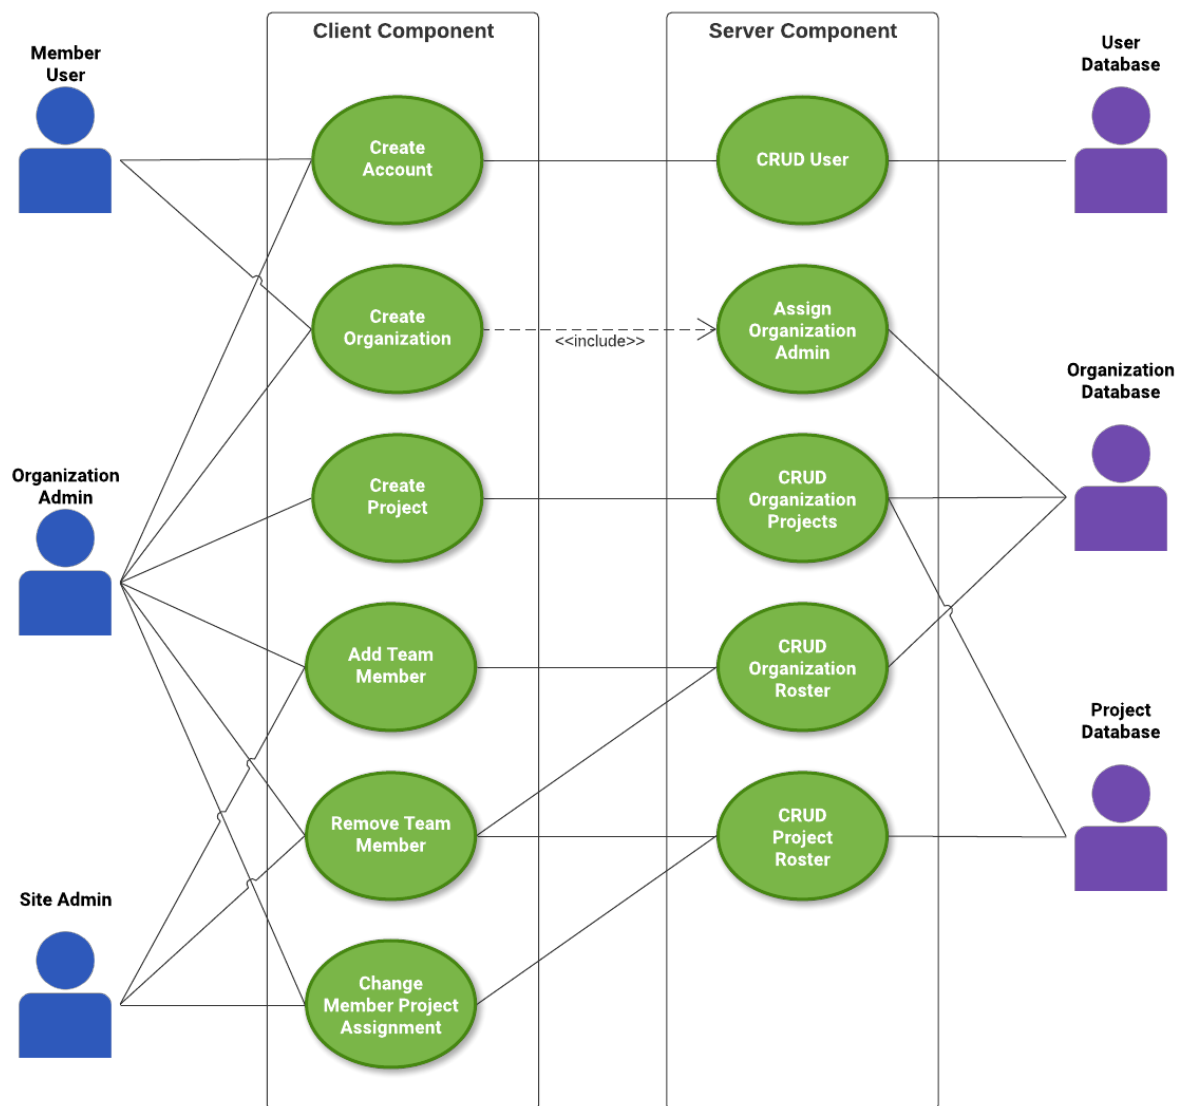 Client Component
Server Component
Member
User
User
Database
Create
Account
CRUD User
Create
Organization
<<include>>
Assign
Organization
Admin
Organization
Database
Organization
Admin
Create
Project
CRUD
Organization
Projects
Add Team
Member
CRUD
Organization
Roster
Project
Database
Remove Team
Member
CRUD
Project
Roster
Site Admin
Change
Member Project
Assignment